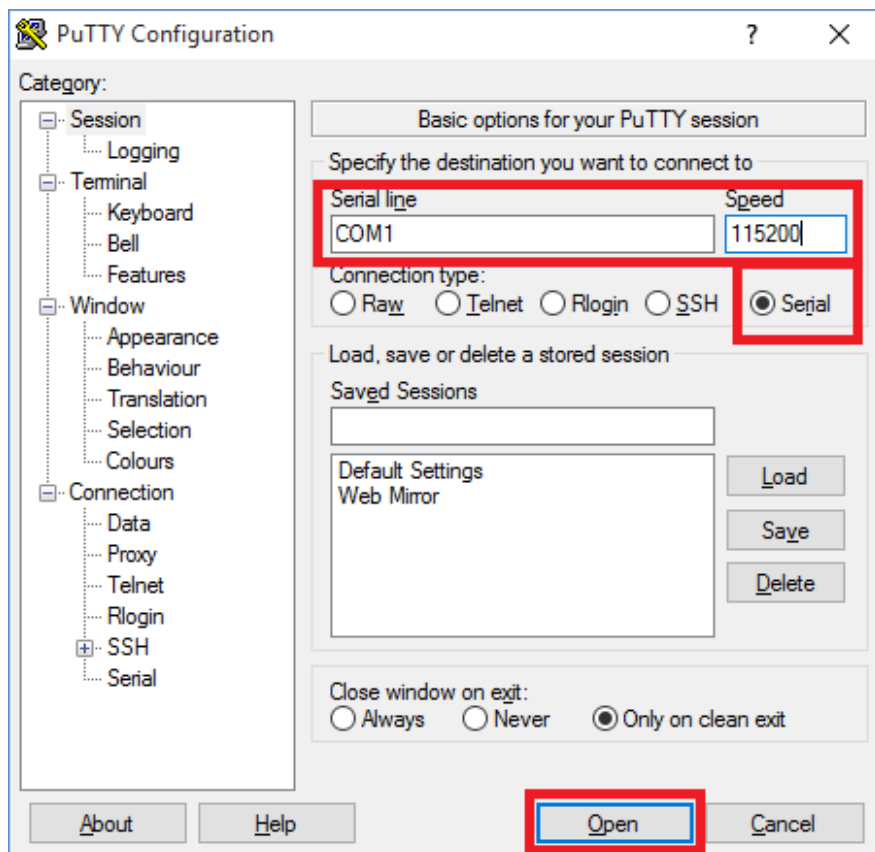 PuTTY Configuration
Category:
Session
Logging
Terminal
Keyboard
Bell
Features
Window
Appearance
Behaviour
Translation
Selection
Colours
Connection
Data
Proxy
Telnet
Rlogin
SSH
Serial
Basic options for your PuTTY session
Specify the destination you want to connect to
Serial line Speed
COM1 115200
Connection type:
Raw Telnet Rlogin SSH Serial
Load, save or delete a stored session
Saved Sessions
Default Settings
Web Mirror
Load
Save
Delete
Close window on exit:
Always Never Only on clean exit
About Help Open Cancel